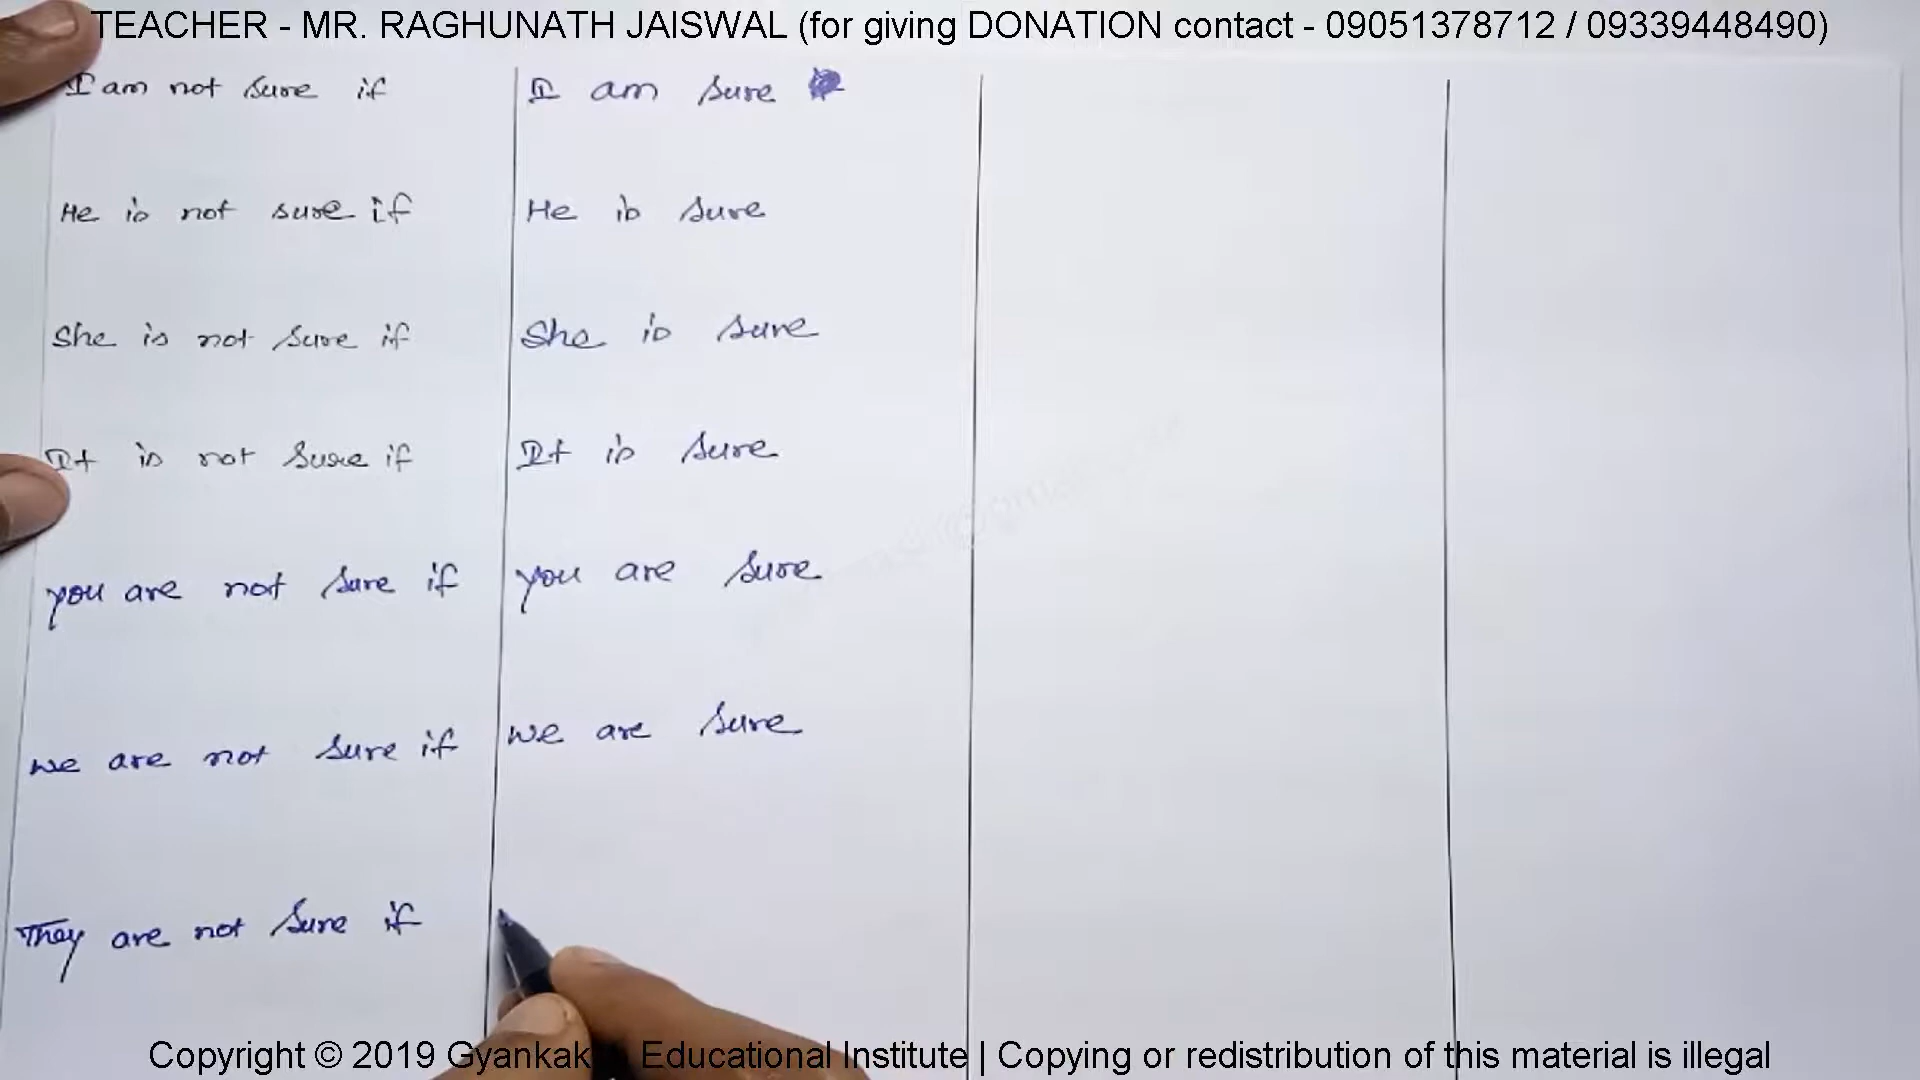 TEACHER - MR. RAGHUNATH JAISWAL (for giving DONATION contact - 09051378712 / 09339448490)
I am not sure if
I am sure
He is not sure if
He is sure
She is not sure if
She is sure
It is not sure if
It is sure
you are not sure if
you are sure
we are not sure if
we are sure
They are not sure if
Copyright © 2019 Educational Institute | Copying or redistribution of this material is illegal